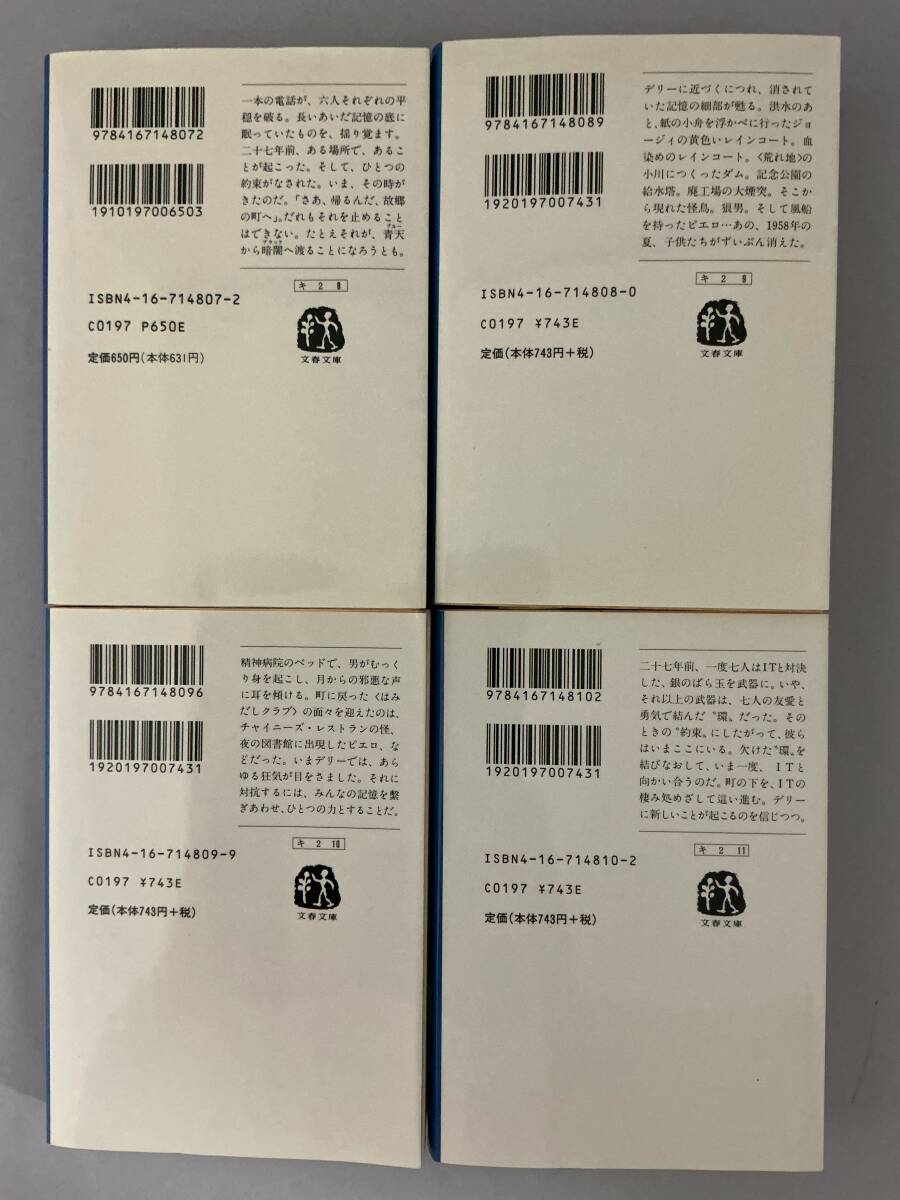 9784167148072
1910197006503
一本の電話が、六人それぞれの平
穏を破る。長いあいだ記憶の底に
眠っていたものを、揺り覚ます。
二十七年前、ある場所で、あるこ
とが起こった。そして、ひとつの
約束がなされた。いま、その時が
きたのだ。「さあ、帰るんだ、故郷
の町へ」。だれもそれを止めること
はできない。たとえそれが、青天
から暗闇へ渡ることになろうとも。
ブルー
ブラック
キ 2 8
ISBN4-16-714807-2
C0197 P650E
定価650円(本体631円)
文春文庫
9784167148089
1920197007431
デリーに近づくにつれ、消されて
いた記憶の細部が甦る。洪水のあ
と、紙の小舟を浮かべに行ったジョ
ージィの黄色いレインコート。血
染めのレインコート。〈荒れ地〉の
小川につくったダム。記念公園の
給水塔。廃工場の大煙突。そこか
ら現れた怪鳥。狼男。そして風船
を持ったピエロ…あの、1958年の
夏、子供たちがずいぶん消えた。
キ 2 9
ISBN4-16-714808-0
C0197 ¥743E
定価(本体743円+税)
文春文庫
9784167148096
1920197007431
精神病院のベッドで、男がむっく
り身を起こし、月からの邪悪な声
に耳を傾ける。町に戻った〈はみ
だしクラブ〉の面々を迎えたのは、
チャイニーズ・レストランの怪、
夜の図書館に出現したピエロ、な
どだった。いまデリーでは、あら
ゆる狂気が目をさました。それに
対抗するには、みんなの記憶を繫
ぎあわせ、ひとつの力とすることだ。
キ 2 10
ISBN4-16-714809-9
C0197 ¥743E
定価(本体743円+税)
文春文庫
9784167148102
1920197007431
二十七年前、一度七人はITと対決
した、銀のばら玉を武器に。いや、
それ以上の武器は、七人の友愛と
勇気で結んだ〝環〟だった。その
ときの〝約束〟にしたがって、彼ら
はいまここにいる。欠けた〝環〟を
結びなおして、いま一度、ITと
向かい合うのだ。町の下を、ITの
棲み処めざして這い進む。デリー
に新しいことが起こるのを信じつつ。
キ 2 11
ISBN4-16-714810-2
C0197 ¥743E
定価(本体743円+税)
文春文庫